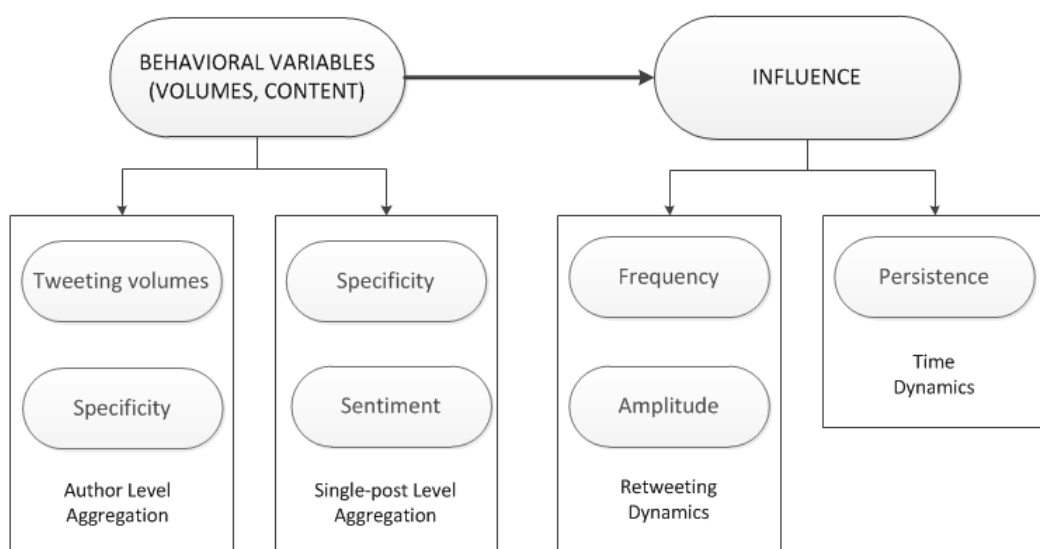 BEHAVIORAL VARIABLES
(VOLUMES, CONTENT)
INFLUENCE
Tweeting volumes
Specificity
Author Level
Aggregation
Specificity
Sentiment
Single-post Level
Aggregation
Frequency
Amplitude
Retweeting
Dynamics
Persistence
Time
Dynamics